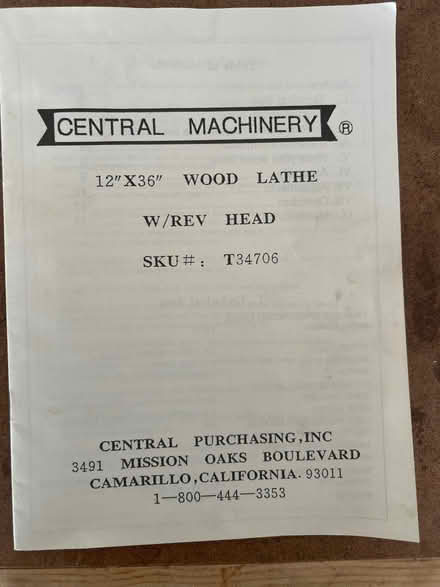 CENTRAL MACHINERY ®
12"X36" WOOD LATHE
W/REV HEAD
SKU#: T34706
CENTRAL PURCHASING,INC
3491 MISSION OAKS BOULEVARD
CAMARILLO,CALIFORNIA. 93011
1—800—444—3353